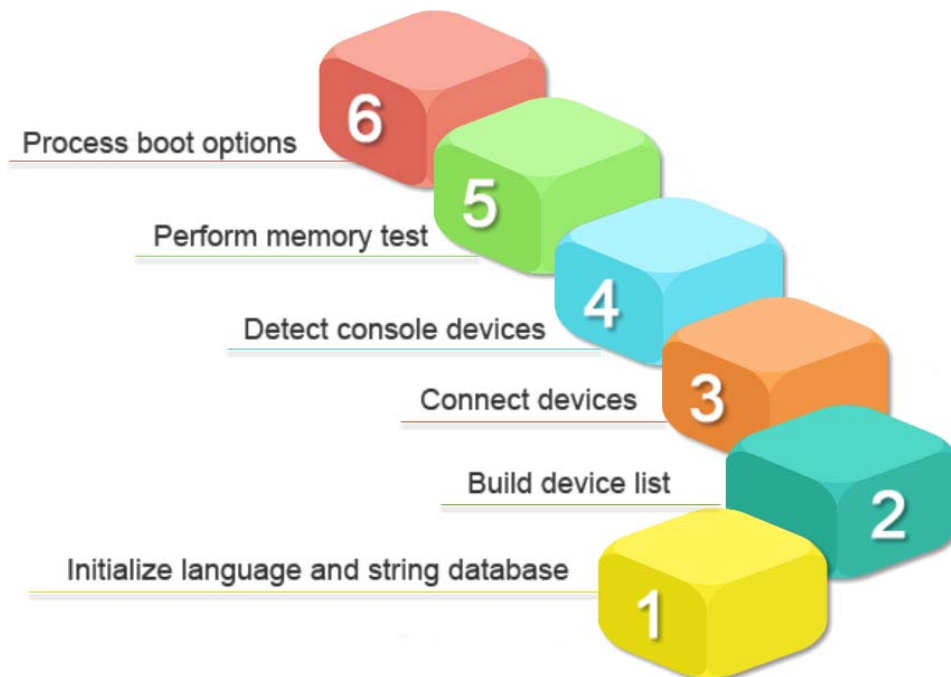 6
Process boot options
5
Perform memory test
4
Detect console devices
3
Connect devices
2
Build device list
1
Initialize language and string database